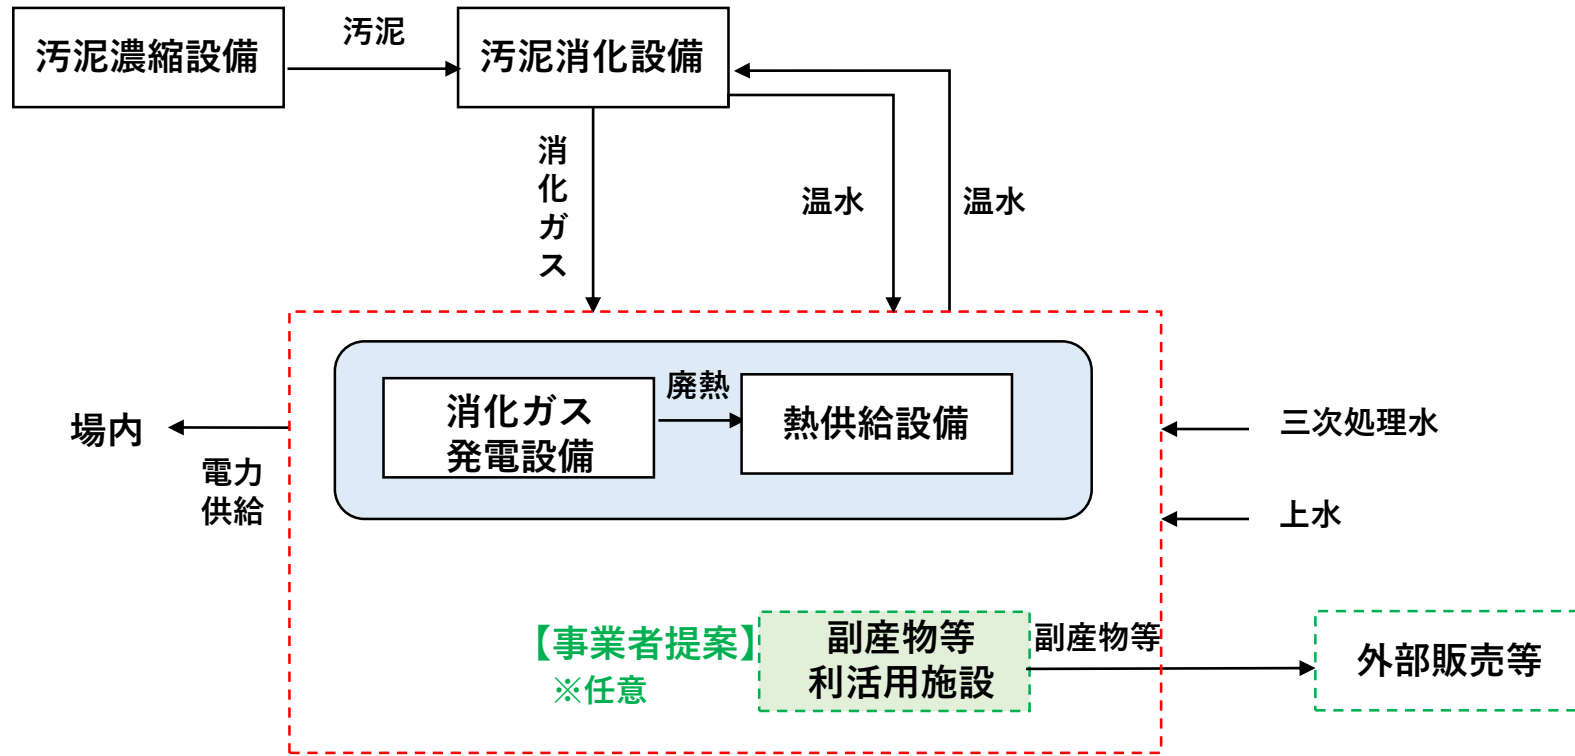 汚泥濃縮設備
汚泥
汚泥消化設備
消化ガス
温水
温水
消化ガス
発電設備
廃熱
熱供給設備
場内
電力
供給
三次処理水
上水
【事業者提案】
※任意
副産物等
利活用施設
副産物等
外部販売等